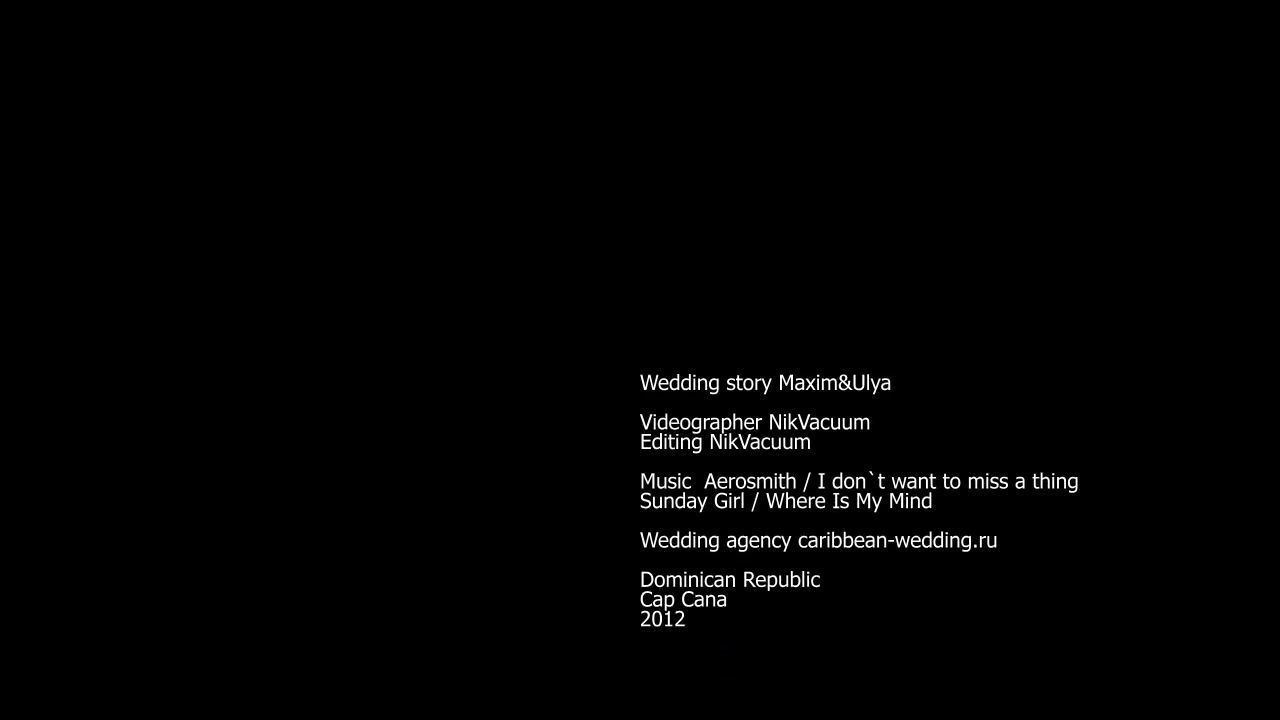 Wedding story Maxim&Ulya
Videographer NikVacuum
Editing NikVacuum
Music  Aerosmith / I don`t want to miss a thing
Sunday Girl / Where Is My Mind
Wedding agency caribbean-wedding.ru
Dominican Republic
Cap Cana
2012